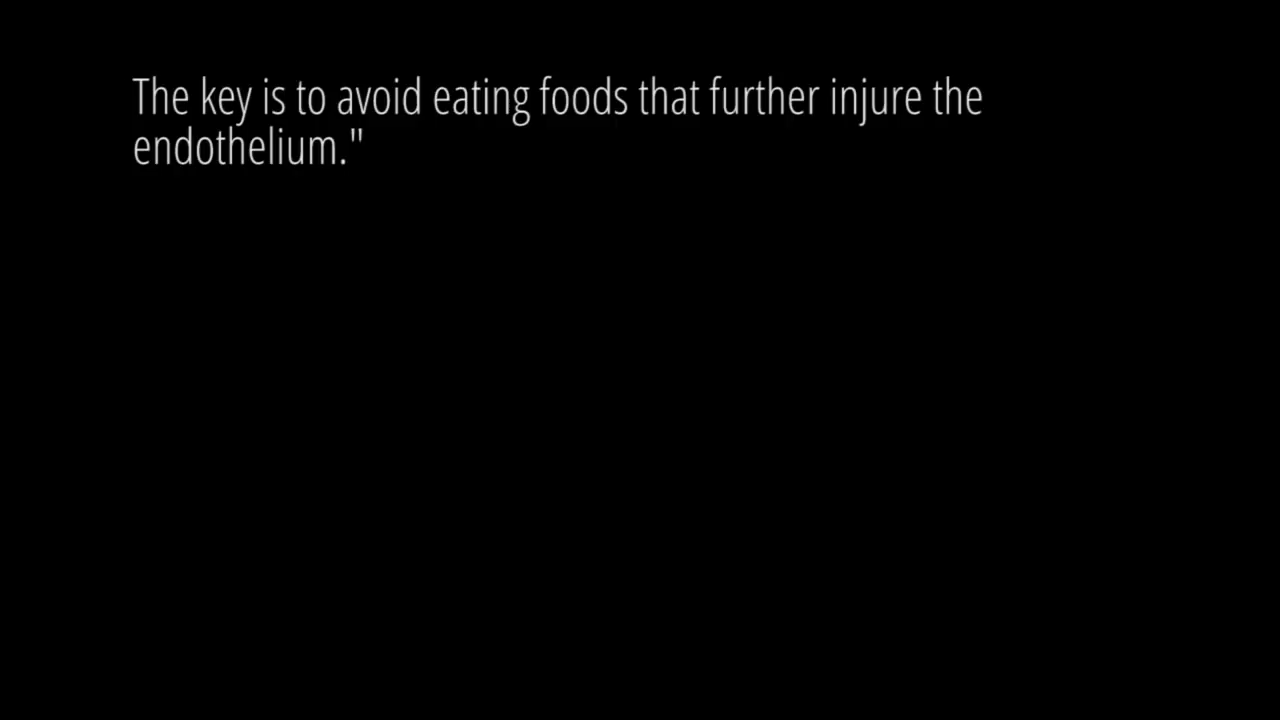 The key is to avoid eating foods that further injure the
endothelium."